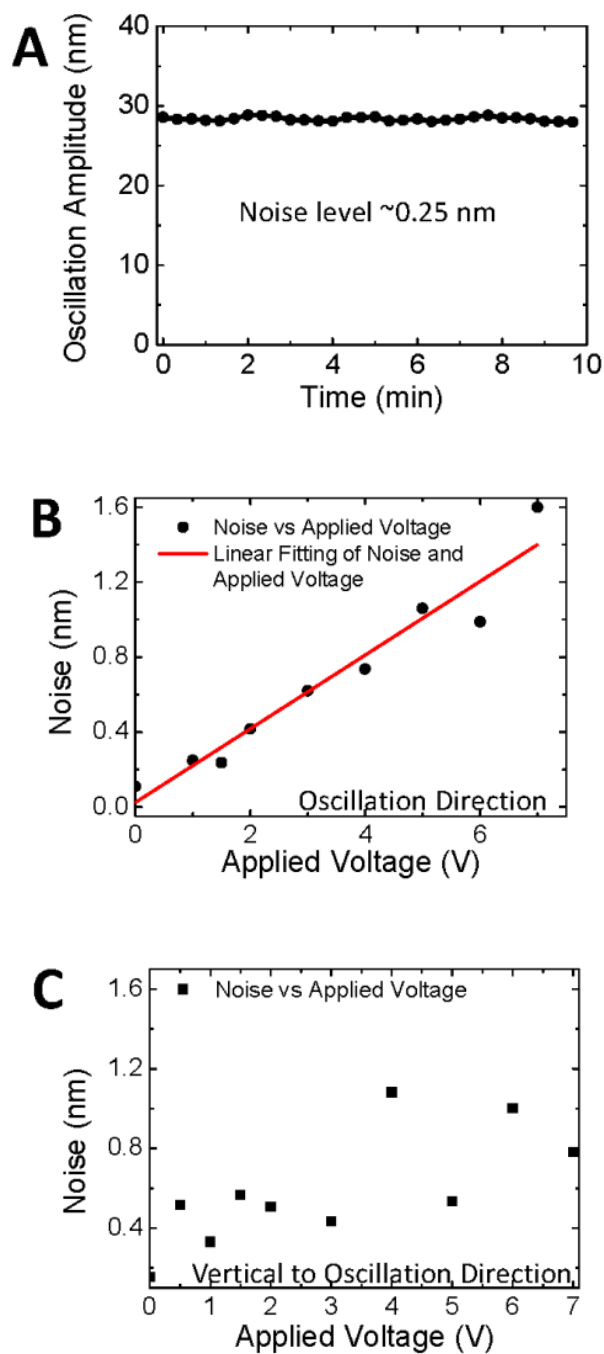 A
Oscillation Amplitude (nm)
40
30
20
10
0
Noise level ~0.25 nm
0 2 4 6 8 10
Time (min)
B
Noise (nm)
1.6
1.2
0.8
0.4
0.0
Noise vs Applied Voltage
Linear Fitting of Noise and
Applied Voltage
Oscillation Direction
0 2 4 6
Applied Voltage (V)
C
Noise (nm)
1.6
1.2
0.8
0.4
Noise vs Applied Voltage
Vertical to Oscillation Direction
0 1 2 3 4 5 6 7
Applied Voltage (V)